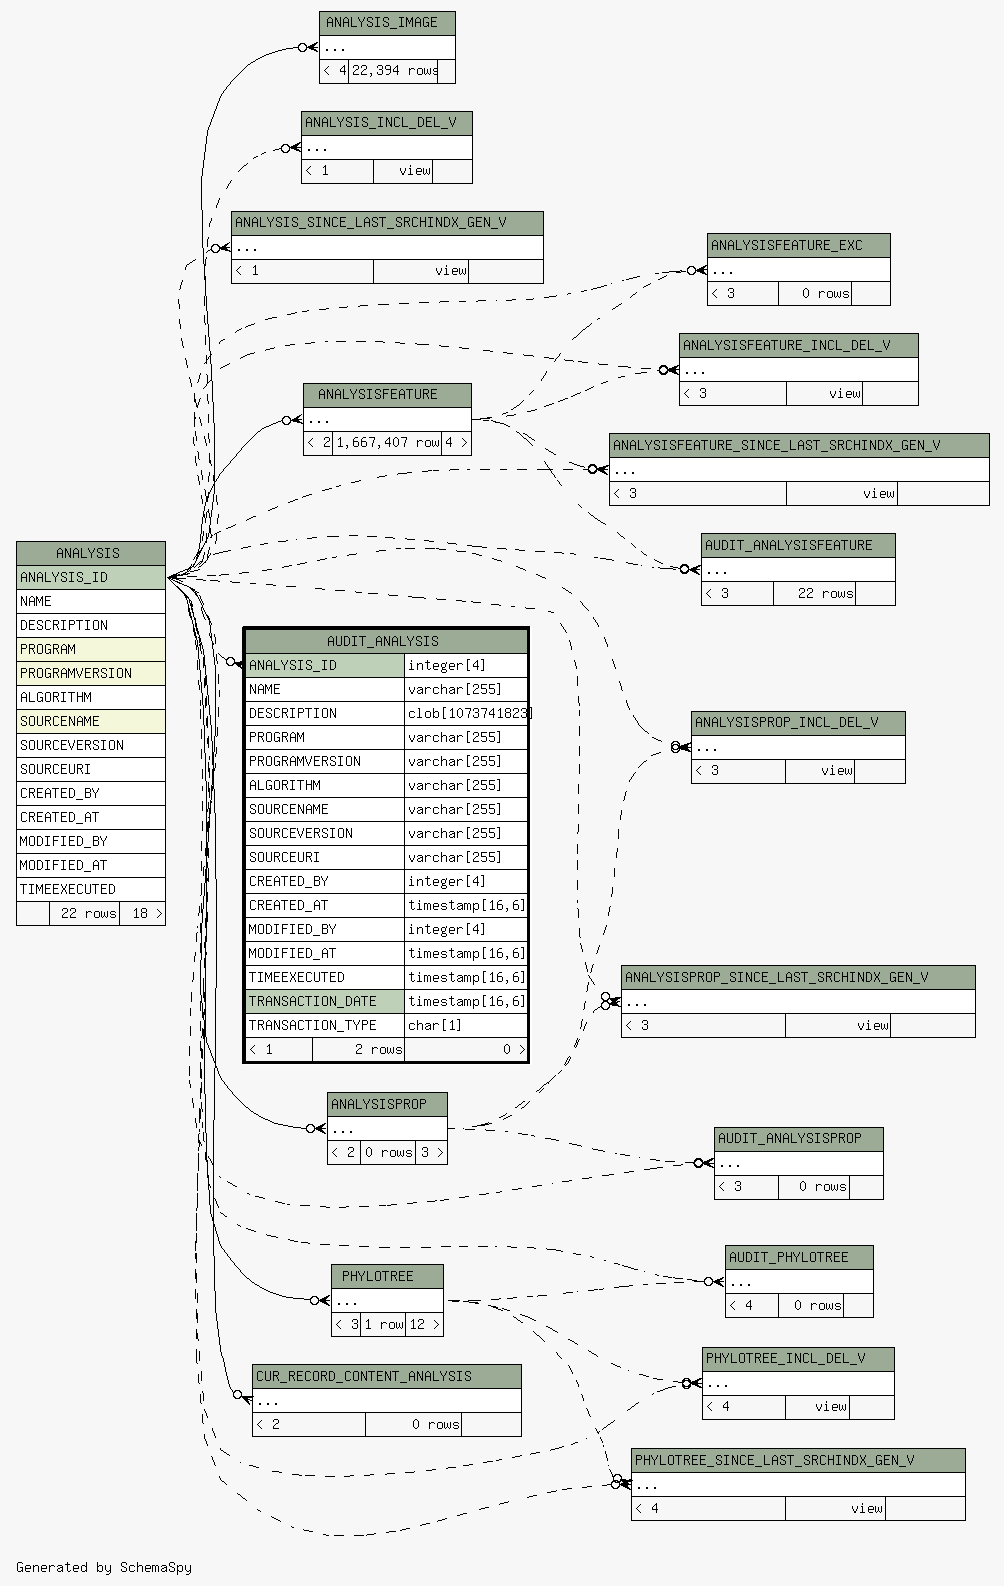 ANALYSIS_IMAGE
...
< 4 22,394 rows
ANALYSIS_INCL_DEL_V
...
< 1 view
ANALYSIS_SINCE_LAST_SRCHINDX_GEN_V
...
< 1 view
ANALYSISFEATURE_EXC
...
< 3 0 rows
ANALYSISFEATURE_INCL_DEL_V
...
< 3 view
ANALYSISFEATURE
...
< 2 1,667,407 row 4 >
ANALYSISFEATURE_SINCE_LAST_SRCHINDX_GEN_V
...
< 3 view
AUDIT_ANALYSISFEATURE
...
< 3 22 rows
ANALYSIS
ANALYSIS_ID
NAME
DESCRIPTION
PROGRAM
PROGRAMVERSION
ALGORITHM
SOURCENAME
SOURCEVERSION
SOURCEURI
CREATED_BY
CREATED_AT
MODIFIED_BY
MODIFIED_AT
TIMEEXECUTED
22 rows 18 >
AUDIT_ANALYSIS
ANALYSIS_ID integer[4]
NAME varchar[255]
DESCRIPTION clob[1073741823]
PROGRAM varchar[255]
PROGRAMVERSION varchar[255]
ALGORITHM varchar[255]
SOURCENAME varchar[255]
SOURCEVERSION varchar[255]
SOURCEURI varchar[255]
CREATED_BY integer[4]
CREATED_AT timestamp[16,6]
MODIFIED_BY integer[4]
MODIFIED_AT timestamp[16,6]
TIMEEXECUTED timestamp[16,6]
TRANSACTION_DATE timestamp[16,6]
TRANSACTION_TYPE char[1]
< 1 2 rows 0 >
ANALYSISPROP_INCL_DEL_V
...
< 3 view
ANALYSISPROP_SINCE_LAST_SRCHINDX_GEN_V
...
< 3 view
ANALYSISPROP
...
< 2 0 rows 3 >
AUDIT_ANALYSISPROP
...
< 3 0 rows
AUDIT_PHYLOTREE
...
< 4 0 rows
PHYLOTREE
...
< 3 1 row 12 >
PHYLOTREE_INCL_DEL_V
...
< 4 view
CUR_RECORD_CONTENT_ANALYSIS
...
< 2 0 rows
PHYLOTREE_SINCE_LAST_SRCHINDX_GEN_V
...
< 4 view
Generated by SchemaSpy